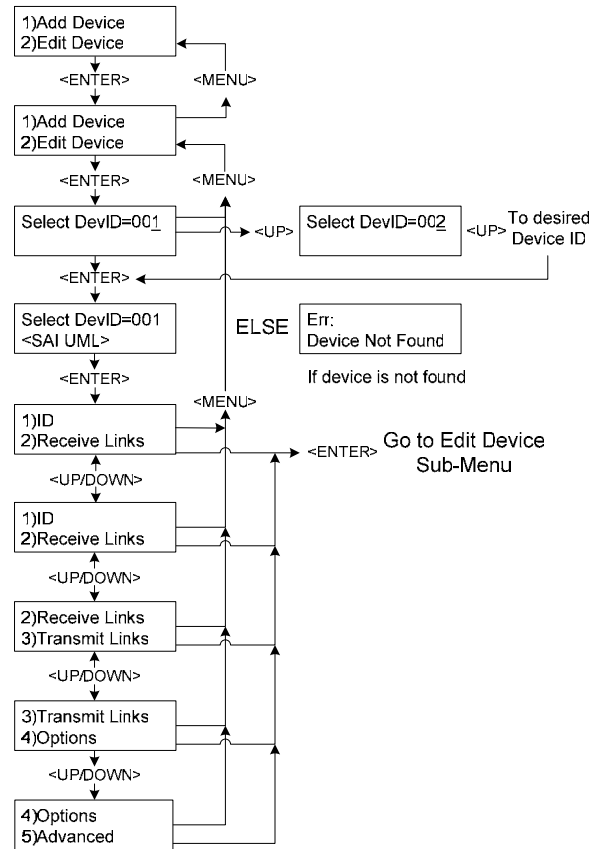 1)Add Device
2)Edit Device
<ENTER>
<MENU>
1)Add Device
2)Edit Device
<ENTER>
<MENU>
Select DevID=001
<UP>
Select DevID=002
<UP>
To desired
Device ID
<ENTER>
Select DevID=001
<SAI UML>
ELSE
Err:
Device Not Found
If device is not found
<ENTER>
<MENU>
1)ID
2)Receive Links
<ENTER>
Go to Edit Device
Sub-Menu
<UP/DOWN>
1)ID
2)Receive Links
<UP/DOWN>
2)Receive Links
3)Transmit Links
<UP/DOWN>
3)Transmit Links
4)Options
<UP/DOWN>
4)Options
5)Advanced